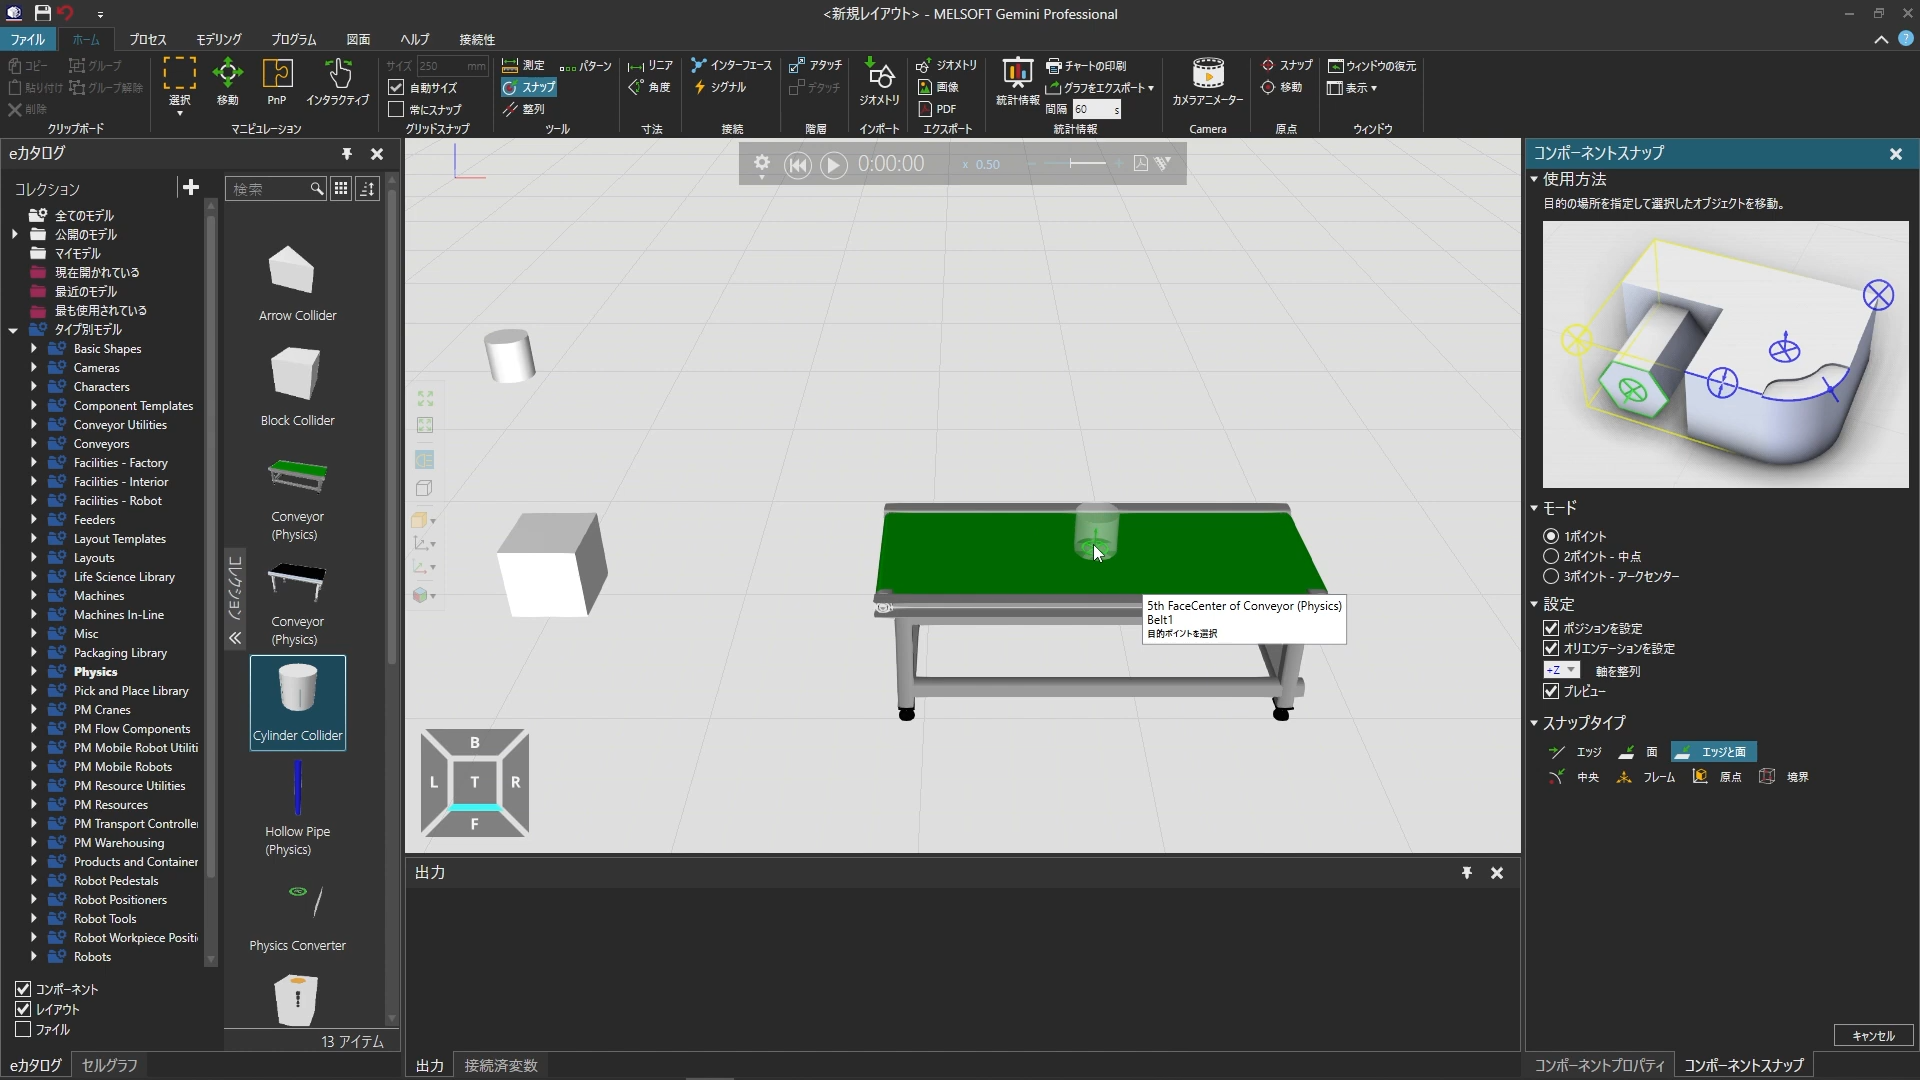 <新規レイアウト> - MELSOFT Gemini Professional
ファイル ホーム プロセス モデリング プログラム 図面 ヘルプ 接続性
コピー グループ
貼り付け グループ解除
削除
クリップボード
選択 移動 PnP インタラクティブ
マニピュレーション
サイズ 250 mm
自動サイズ
常にスナップ
グリッドスナップ
測定 パターン
スナップ
整列
ツール
リニア
角度
寸法
インターフェース
シグナル
接続
アタッチ
デタッチ
階層
ジオメトリ
インポート
ジオメトリ
画像
PDF
エクスポート
統計情報
チャートの印刷
グラフをエクスポート
間隔 60 s
統計情報
カメラアニメーター
Camera
スナップ
移動
原点
ウィンドウの復元
表示
ウィンドウ
eカタログ
コレクション
検索
全てのモデル
公開のモデル
マイモデル
現在開かれている
最近のモデル
最も使用されている
タイプ別モデル
Basic Shapes
Cameras
Characters
Component Templates
Conveyor Utilities
Conveyors
Facilities - Factory
Facilities - Interior
Facilities - Robot
Feeders
Layout Templates
Layouts
Life Science Library
Machines
Machines In-Line
Misc
Packaging Library
Physics
Pick and Place Library
PM Cranes
PM Flow Components
PM Mobile Robot Utiliti
PM Mobile Robots
PM Resource Utilities
PM Resources
PM Transport Controlle
PM Warehousing
Products and Container
Robot Pedestals
Robot Positioners
Robot Tools
Robot Workpiece Positi
Robots
コンポーネント
レイアウト
ファイル
コレクション
Arrow Collider
Block Collider
Conveyor
(Physics)
Conveyor
(Physics)
Cylinder Collider
Hollow Pipe
(Physics)
Physics Converter
13 アイテム
eカタログ セルグラフ
0:00:00 x 0.50
5th FaceCenter of Conveyor (Physics)
Belt1
目的ポイントを選択
B
L T R
F
出力
出力 接続済変数
コンポーネントスナップ
使用方法
目的の場所を指定して選択したオブジェクトを移動。
モード
1ポイント
2ポイント - 中点
3ポイント - アークセンター
設定
ポジションを設定
オリエンテーションを設定
+Z 軸を整列
プレビュー
スナップタイプ
エッジ 面 エッジと面
中央 フレーム 原点 境界
キャンセル
コンポーネントプロパティ コンポーネントスナップ